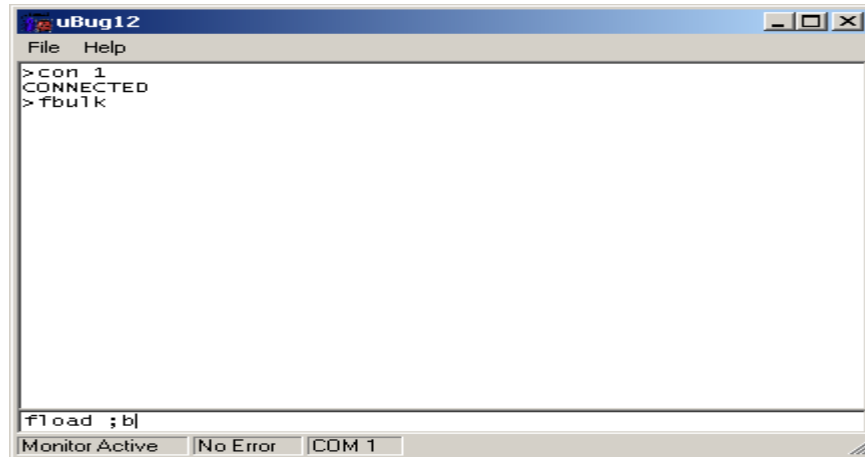 uBug12
File Help
>con 1
CONNECTED
>fbulk
fload ;b
Monitor Active No Error COM 1